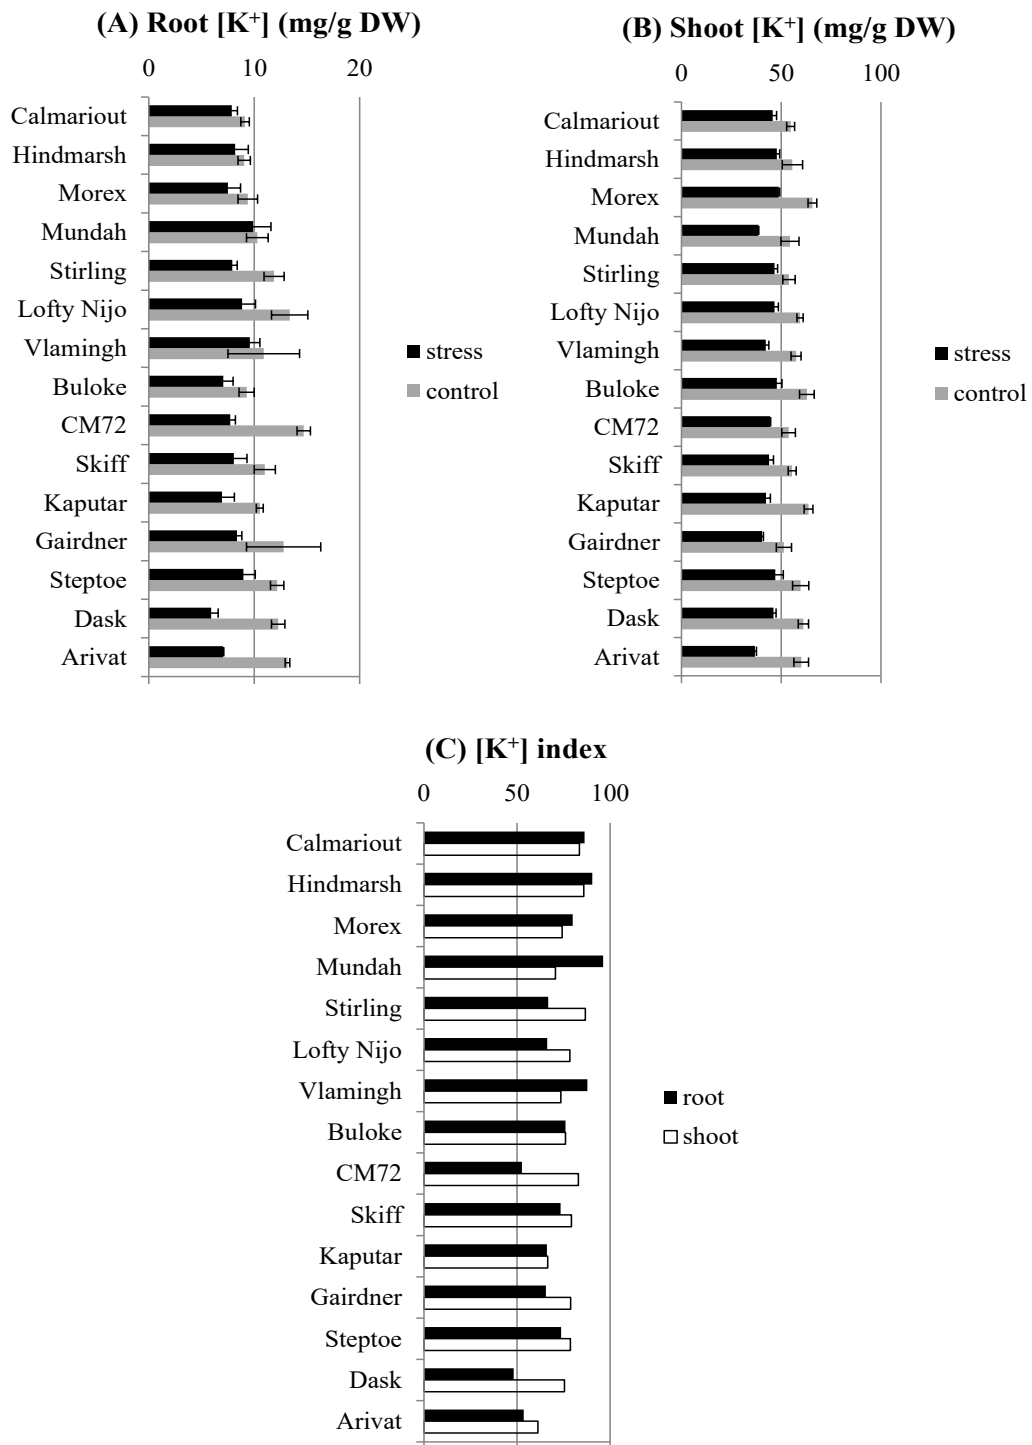 (A) Root [K⁺] (mg/g DW)
0 10 20
Calmariout
Hindmarsh
Morex
Mundah
Stirling
Lofty Nijo
Vlamingh
Buloke
CM72
Skiff
Kaputar
Gairdner
Steptoe
Dask
Arivat
stress
control
(B) Shoot [K⁺] (mg/g DW)
0 50 100
Calmariout
Hindmarsh
Morex
Mundah
Stirling
Lofty Nijo
Vlamingh
Buloke
CM72
Skiff
Kaputar
Gairdner
Steptoe
Dask
Arivat
stress
control
(C) [K⁺] index
0 50 100
Calmariout
Hindmarsh
Morex
Mundah
Stirling
Lofty Nijo
Vlamingh
Buloke
CM72
Skiff
Kaputar
Gairdner
Steptoe
Dask
Arivat
root
shoot